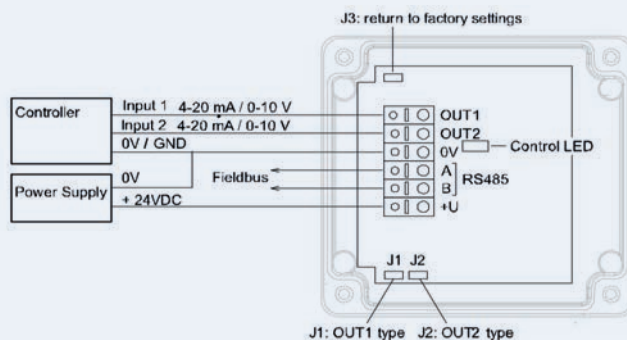 J3: return to factory settings
Controller
Input 1 4-20 mA / 0-10 V
Input 2 4-20 mA / 0-10 V
0V / GND
Power Supply
0V
+ 24VDC
Fieldbus
OUT1
OUT2
0V
Control LED
A
B
RS485
+U
J1 J2
J1: OUT1 type J2: OUT2 type